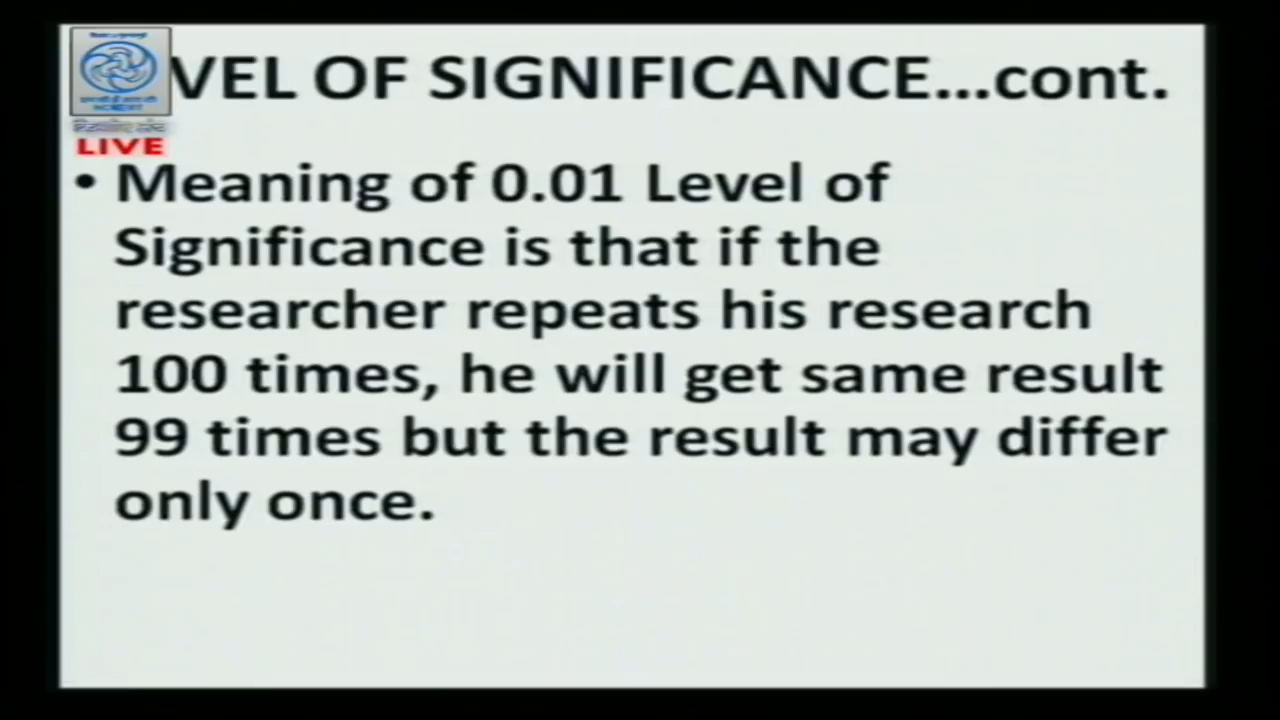 VEL OF SIGNIFICANCE...cont.
LIVE
• Meaning of 0.01 Level of
Significance is that if the
researcher repeats his research
100 times, he will get same result
99 times but the result may differ
only once.